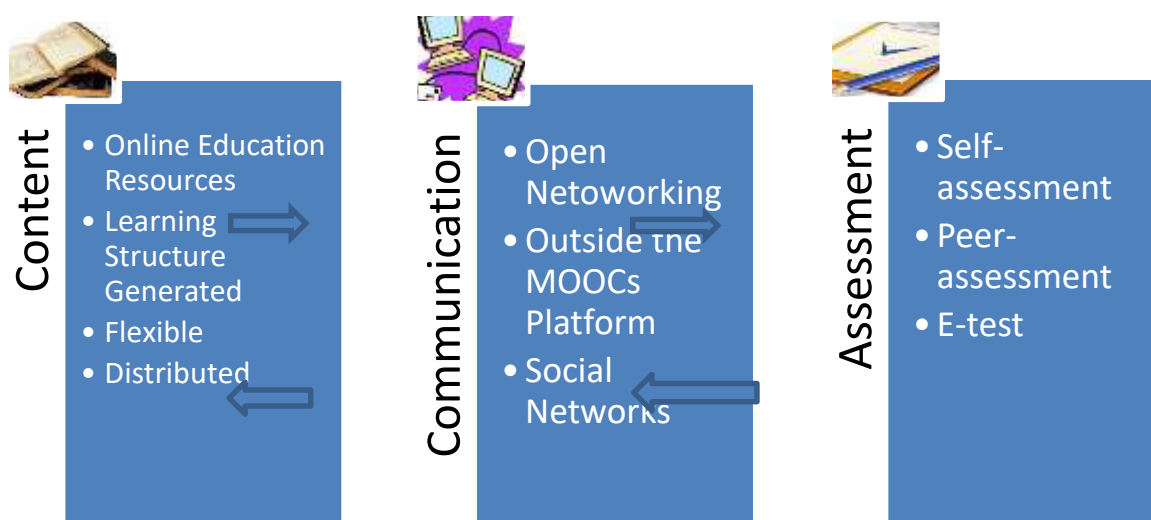 Content
• Online Education
Resources
• Learning
Structure
Generated
• Flexible
• Distributed
Communication
• Open
Netoworking
• Outside the
MOOCs
Platform
• Social
Networks
Assessment
• Self-
assessment
• Peer-
assessment
• E-test